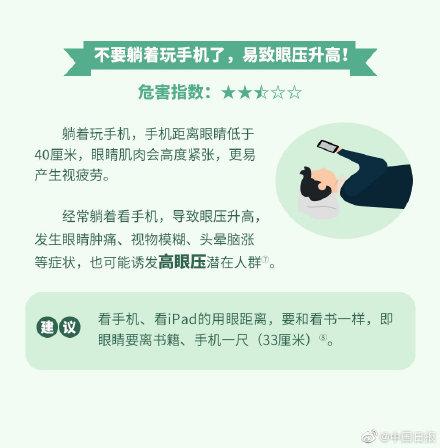 不要躺着玩手机了，易致眼压升高！
危害指数：★★⯪☆☆
躺着玩手机，手机距离眼睛低于
40厘米，眼睛肌肉会高度紧张，更易
产生视疲劳。
经常躺着看手机，导致眼压升高，
发生眼睛肿痛、视物模糊、头晕脑涨
等症状，也可能诱发高眼压潜在人群⑦。
建议
看手机、看iPad的用眼距离，要和看书一样，即
眼睛要离书籍、手机一尺（33厘米）⑧。
@中国日报